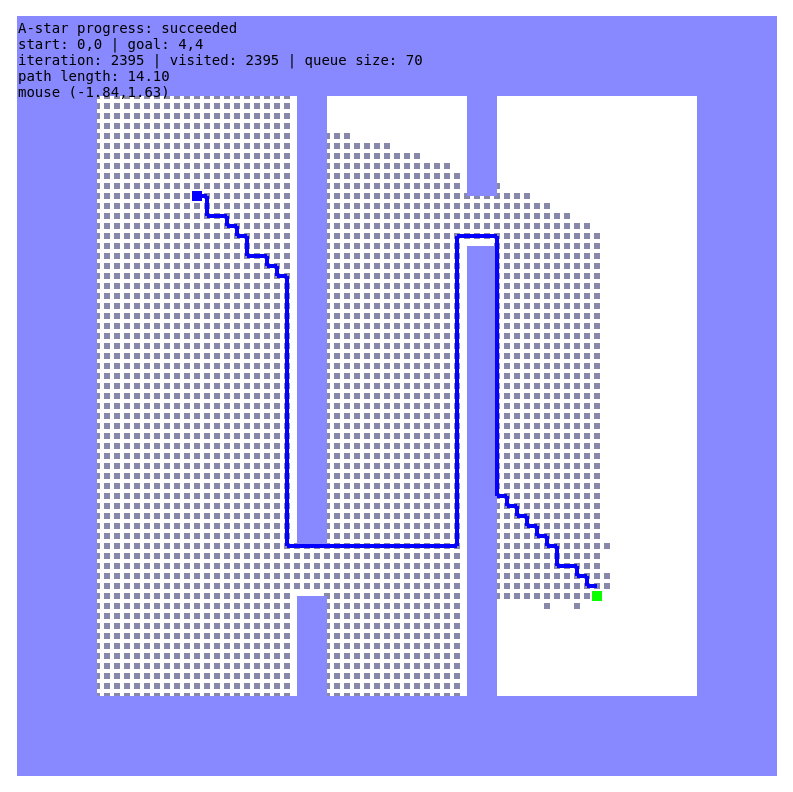 A-star progress: succeeded
start: 0,0 | goal: 4,4
iteration: 2395 | visited: 2395 | queue size: 70
path length: 14.10
mouse (-1.84,1.63)